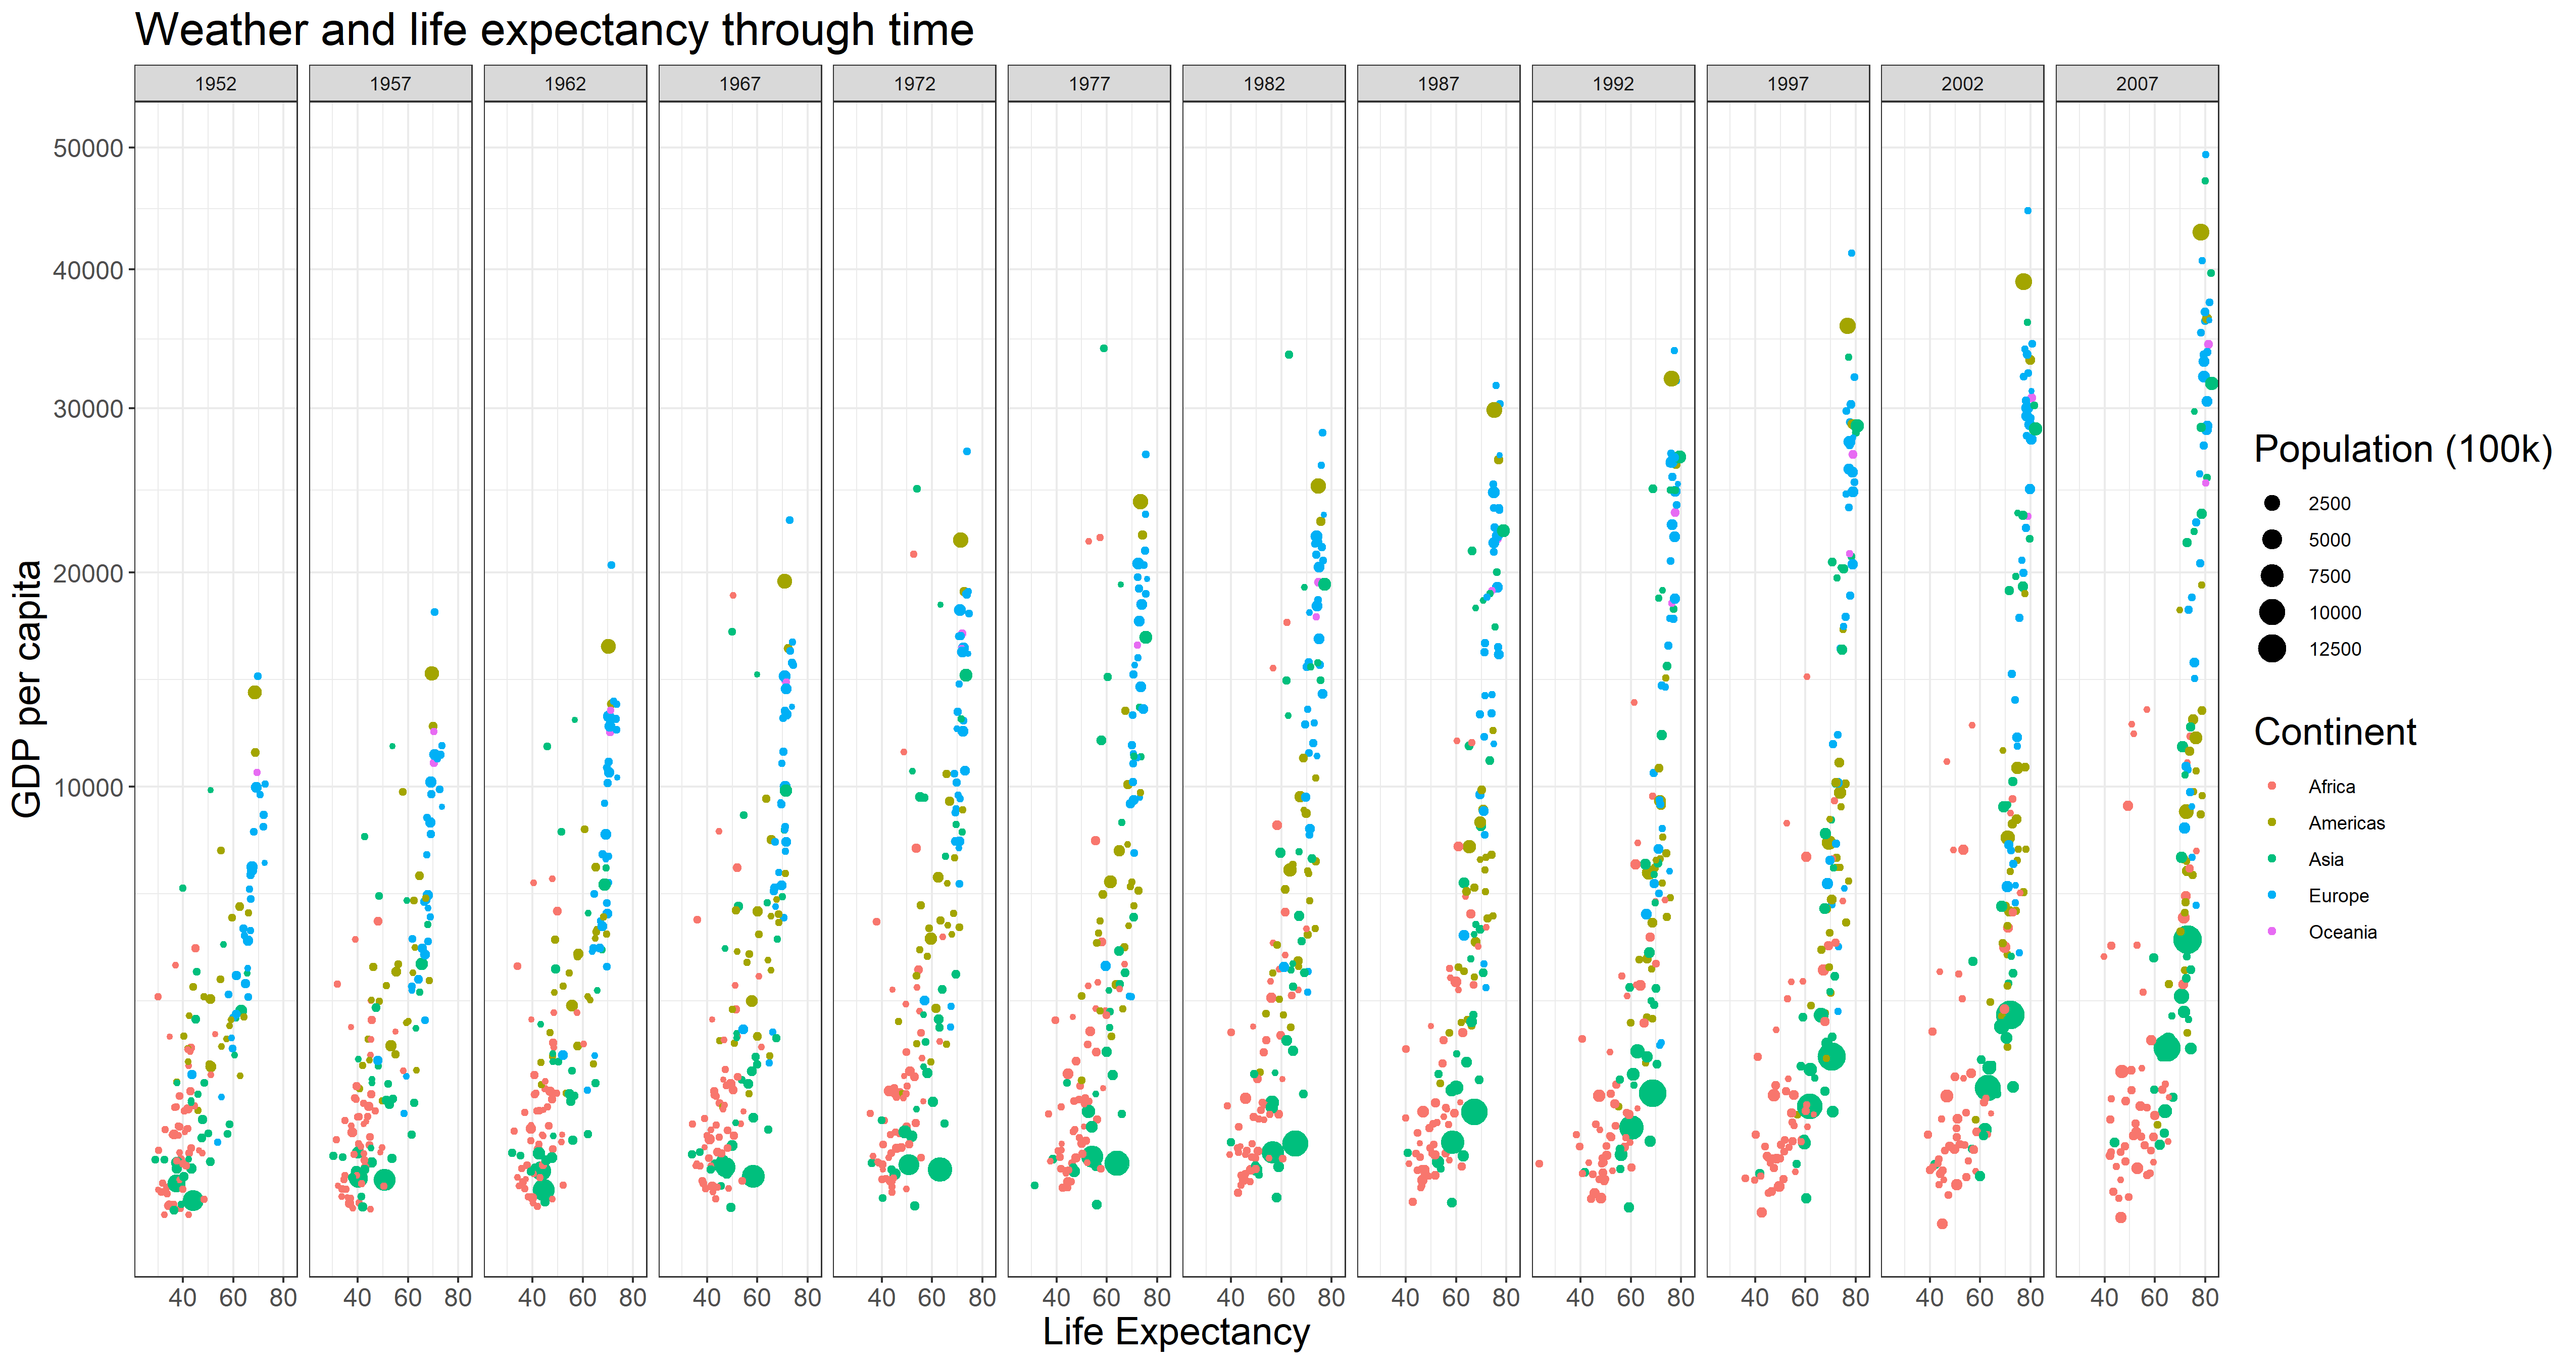 Weather and life expectancy through time
1952 1957 1962 1967 1972 1977 1982 1987 1992 1997 2002 2007
GDP per capita
50000
40000
30000
20000
10000
40 60 80 40 60 80 40 60 80 40 60 80 40 60 80 40 60 80 40 60 80 40 60 80 40 60 80 40 60 80 40 60 80 40 60 80
Life Expectancy
Population (100k)
2500
5000
7500
10000
12500
Continent
Africa
Americas
Asia
Europe
Oceania